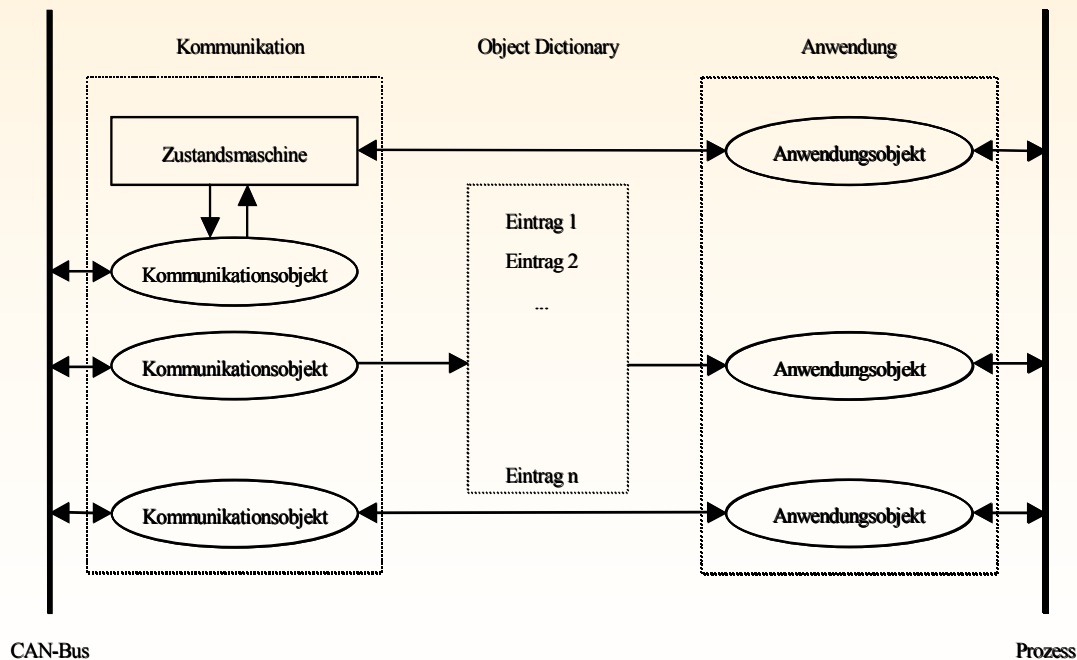 Kommunikation
Object Dictionary
Anwendung
Zustandsmaschine
Anwendungsobjekt
Eintrag 1
Eintrag 2
...
Kommunikationsobjekt
Kommunikationsobjekt
Anwendungsobjekt
Eintrag n
Kommunikationsobjekt
Anwendungsobjekt
CAN-Bus
Prozess